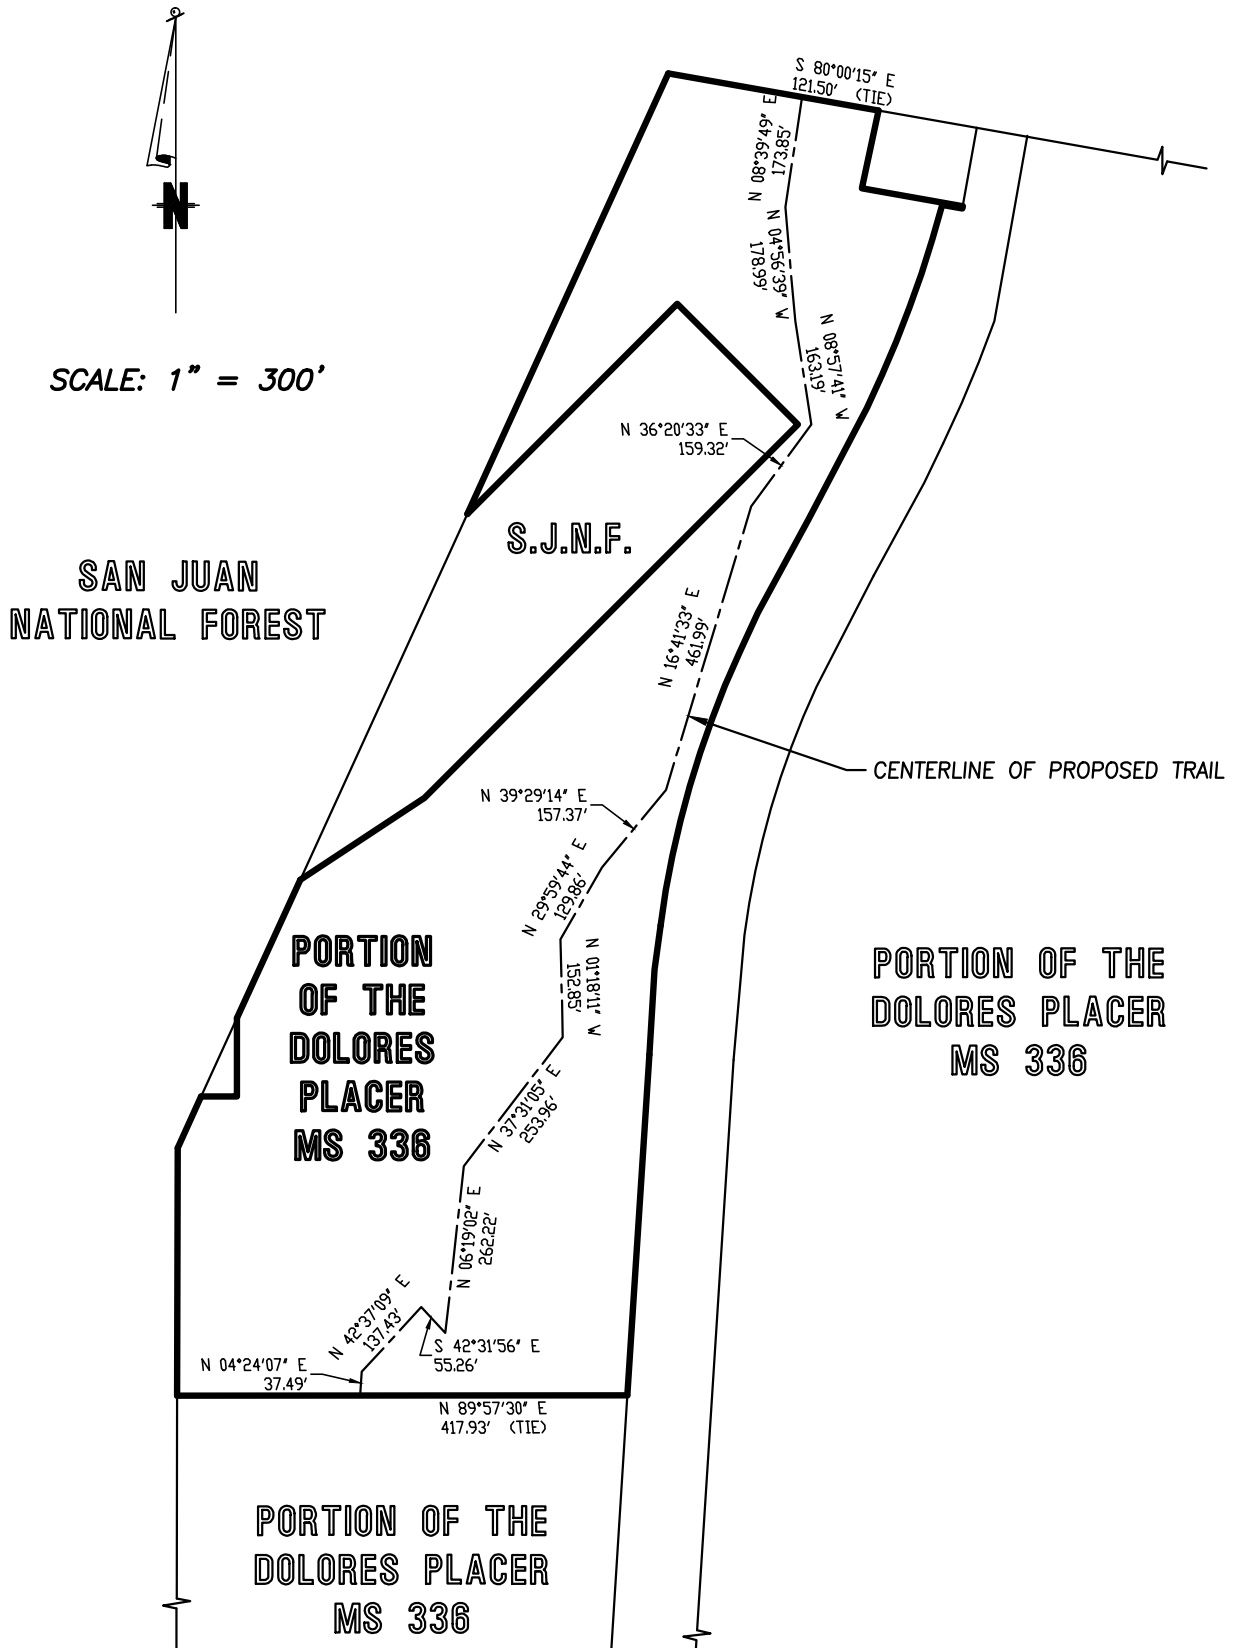 S 80°00'15" E
121.50' (TIE)
N 08°39'49" E
173.85'
N
N 04°56'39" W
178.99'
N 08°57'41" W
163.19'
SCALE: 1" = 300'
N 36°20'33" E
159.32'
S.J.N.F.
SAN JUAN
NATIONAL FOREST
N 16°41'33" E
461.99'
CENTERLINE OF PROPOSED TRAIL
N 39°29'14" E
157.37'
N 29°59'44" E
129.86'
PORTION
OF THE
DOLORES
PLACER
MS 336
N 01°18'11" W
152.85'
PORTION OF THE
DOLORES PLACER
MS 336
N 37°31'05" E
253.96'
N 06°19'02" E
262.22'
N 42°37'09" E
137.43'
S 42°31'56" E
55.26'
N 04°24'07" E
37.49'
N 89°57'30" E
417.93' (TIE)
PORTION OF THE
DOLORES PLACER
MS 336